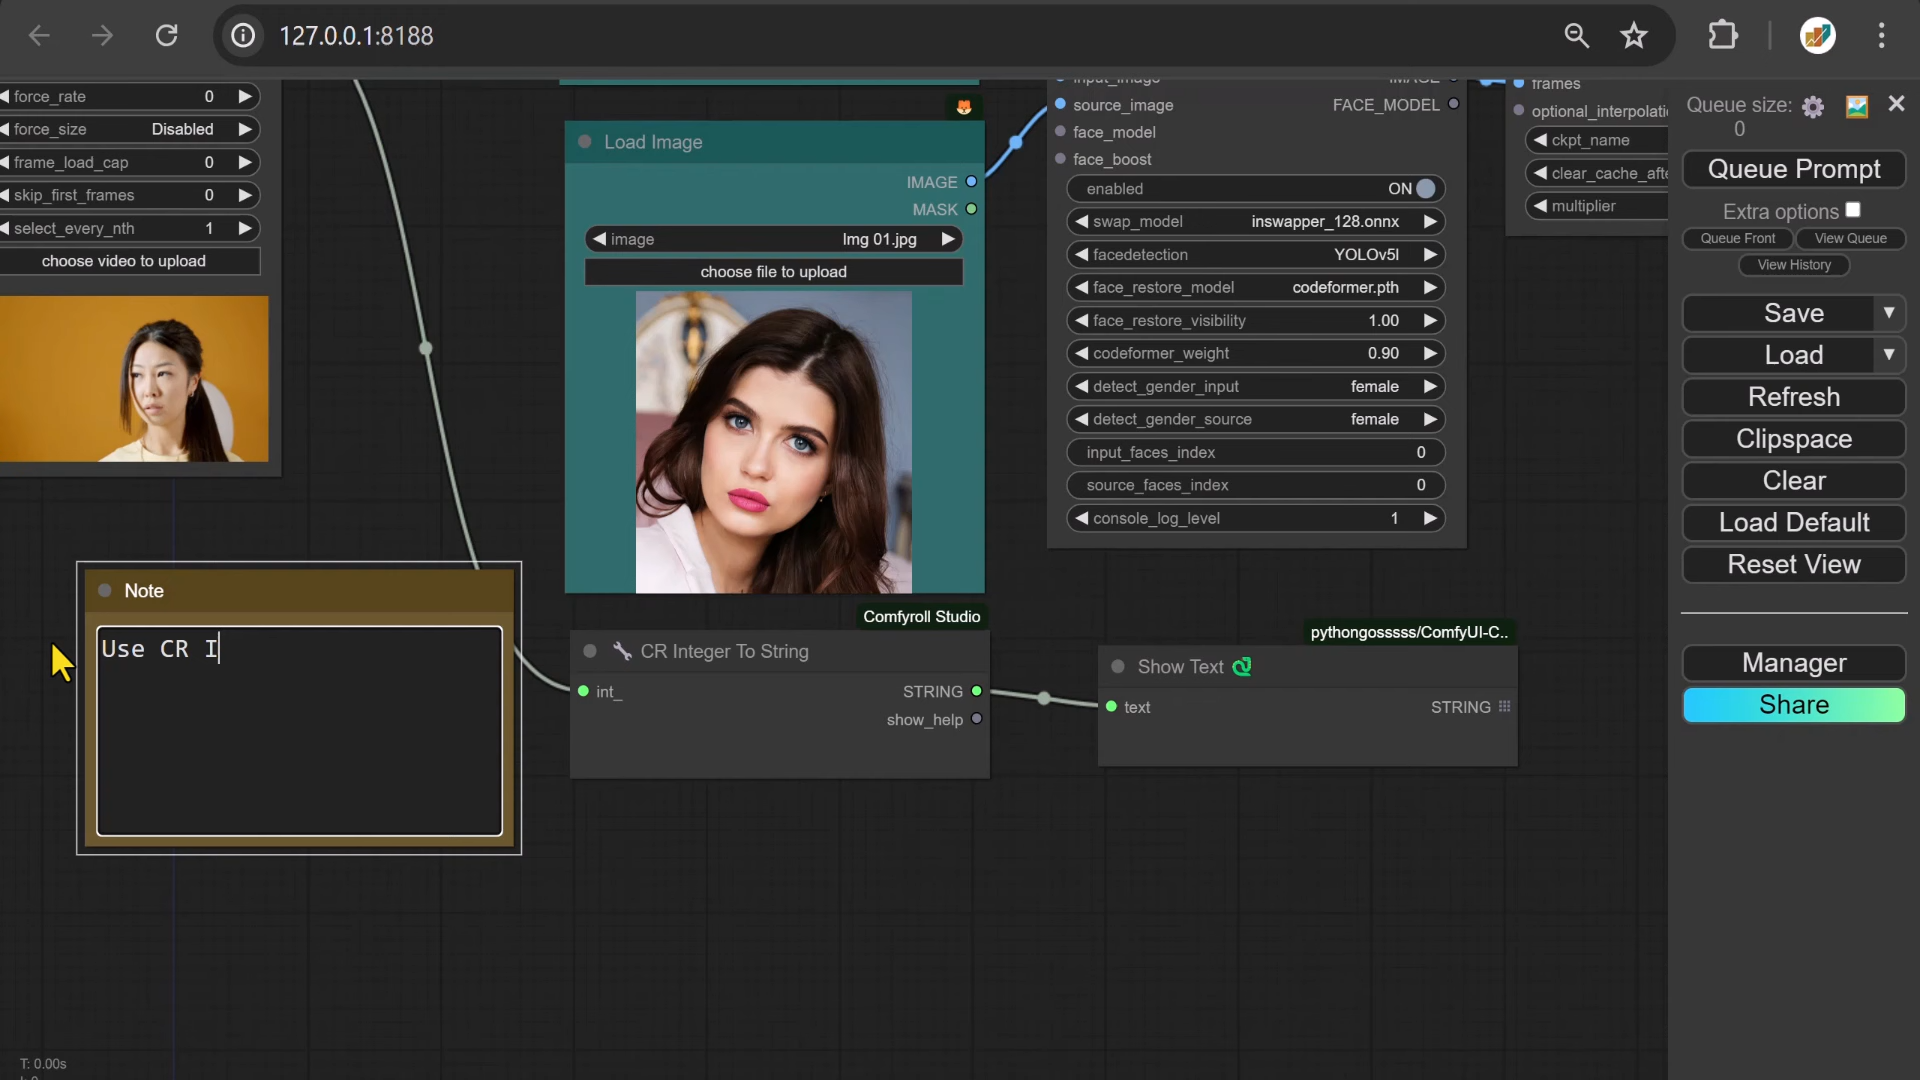 127.0.0.1:8188
force_rate 0
force_size Disabled
frame_load_cap 0
skip_first_frames 0
select_every_nth 1
choose video to upload
Note
Use CR I
Load Image
IMAGE
MASK
image Img 01.jpg
choose file to upload
Comfyroll Studio
CR Integer To String
int_ STRING
show_help
input_image IMAGE
source_image FACE_MODEL
face_model
face_boost
enabled ON
swap_model inswapper_128.onnx
facedetection YOLOv5l
face_restore_model codeformer.pth
face_restore_visibility 1.00
codeformer_weight 0.90
detect_gender_input female
detect_gender_source female
input_faces_index 0
source_faces_index 0
console_log_level 1
pythongosssss/ComfyUI-C..
Show Text
text STRING
frames
optional_interpolati
ckpt_name
clear_cache_afte
multiplier
Queue size:
0
Queue Prompt
Extra options
Queue Front View Queue
View History
Save
Load
Refresh
Clipspace
Clear
Load Default
Reset View
Manager
Share
T: 0.00s